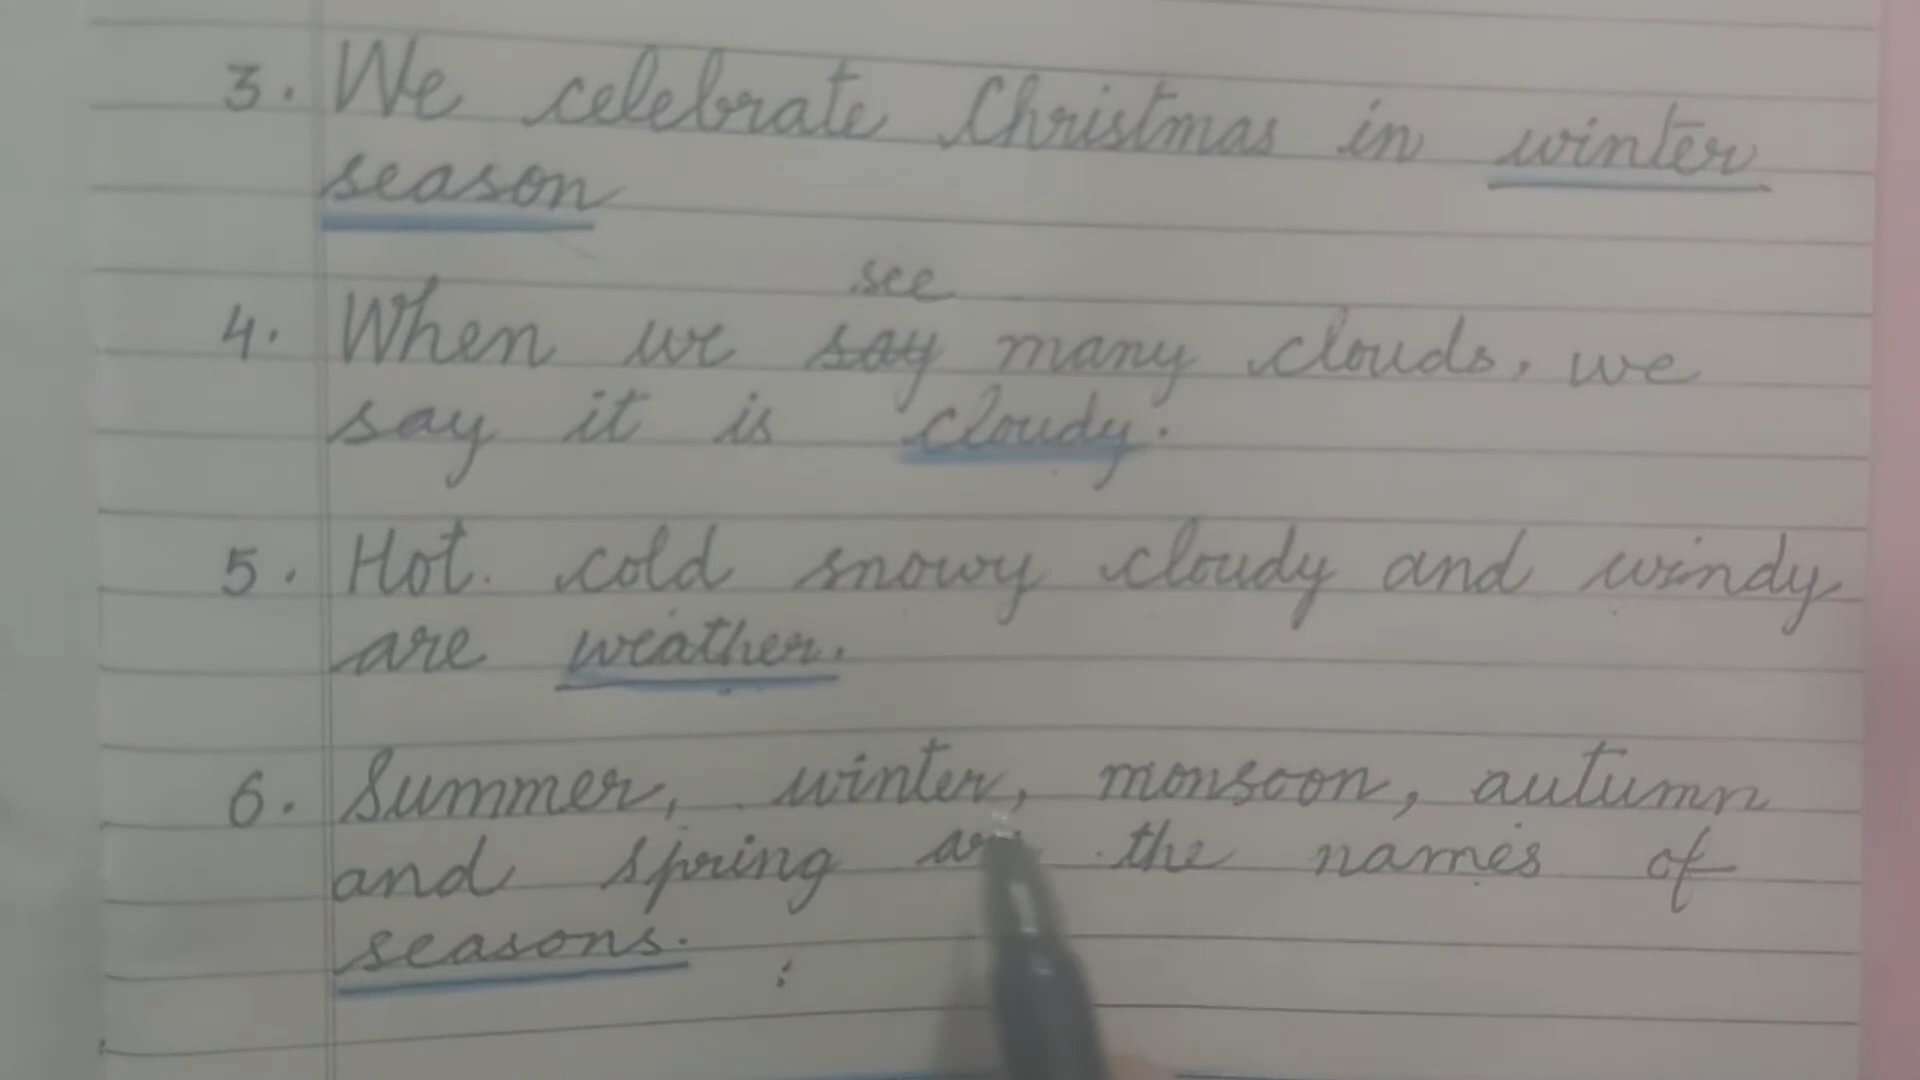 3. We celebrate Christmas in winter
season
see
4. When we say many clouds, we
say it is cloudy.
5. Hot. cold snowy cloudy and windy
are weather.
6. Summer, winter, monsoon, autumn
and spring the names of
seasons.